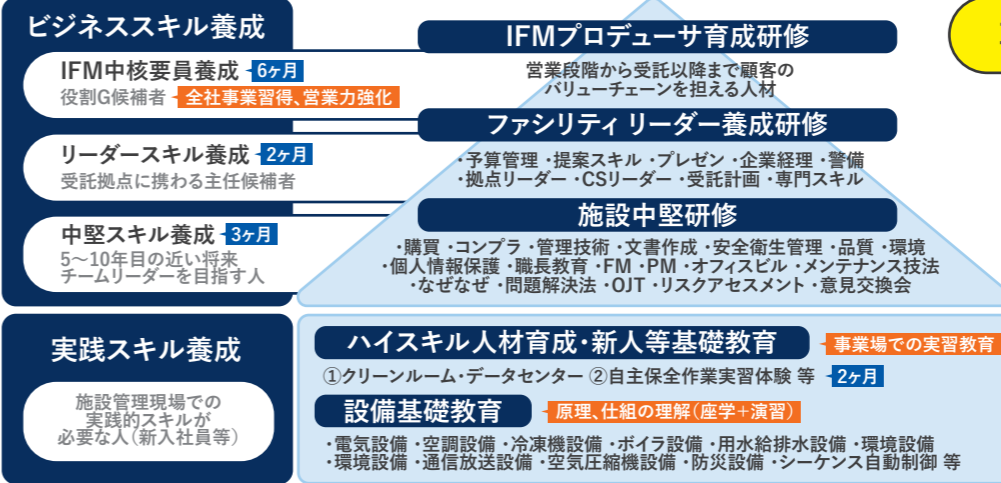 ビジネススキル養成
IFM中核要員養成 6ヶ月
役割G候補者 全社事業習得、営業力強化
リーダースキル養成 2ヶ月
受託拠点に携わる主任候補者
中堅スキル養成 3ヶ月
5〜10年目の近い将来
チームリーダーを目指す人
IFMプロデューサ育成研修
営業段階から受託以降まで顧客の
バリューチェーンを担える人材
ファシリティ リーダー養成研修
・予算管理 ・提案スキル ・プレゼン ・企業経理 ・警備
・拠点リーダー ・CSリーダー ・受託計画 ・専門スキル
施設中堅研修
・購買 ・コンプラ ・管理技術 ・文書作成 ・安全衛生管理 ・品質 ・環境
・個人情報保護 ・職長教育 ・FM ・PM ・オフィスビル ・メンテナンス技法
・なぜなぜ ・問題解決法 ・OJT ・リスクアセスメント ・意見交換会
実践スキル養成
施設管理現場での
実践的スキルが
必要な人（新入社員等）
ハイスキル人材育成・新人等基礎教育 事業場での実習教育
①クリーンルーム・データセンター ②自主保全作業実習体験 等 2ヶ月
設備基礎教育 原理、仕組の理解（座学+演習）
・電気設備 ・空調設備 ・冷凍機設備 ・ボイラ設備 ・用水給排水設備 ・環境設備
・環境設備 ・通信放送設備 ・空気圧縮機設備 ・防災設備 ・シーケンス自動制御 等